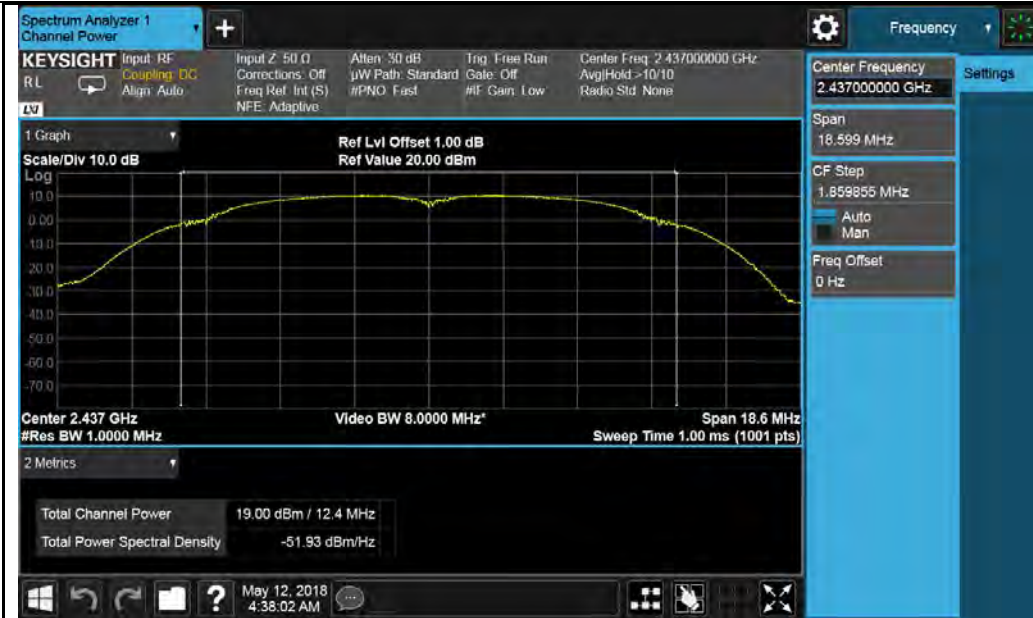 Spectrum Analyzer 1
Channel Power
+
Frequency
KEYSIGHT
RL
LXI
Input: RF
Coupling: DC
Align: Auto
Input Z: 50 Ω
Corrections: Off
Freq Ref: Int (S)
NFE: Adaptive
Atten: 30 dB
µW Path: Standard
#PNO: Fast
Trig: Free Run
Gate: Off
#IF Gain: Low
Center Freq: 2.437000000 GHz
Avg|Hold:>10/10
Radio Std: None
Center Frequency
2.437000000 GHz
Settings
Span
18.599 MHz
CF Step
1.859855 MHz
Auto
Man
Freq Offset
0 Hz
1 Graph
Scale/Div 10.0 dB
Ref Lvl Offset 1.00 dB
Ref Value 20.00 dBm
Log
10.0
0.00
-10.0
-20.0
-30.0
-40.0
-50.0
-60.0
-70.0
Center 2.437 GHz
#Res BW 1.0000 MHz
Video BW 8.0000 MHz*
Span 18.6 MHz
Sweep Time 1.00 ms (1001 pts)
2 Metrics
Total Channel Power 19.00 dBm / 12.4 MHz
Total Power Spectral Density -51.93 dBm/Hz
?
May 12, 2018
4:38:02 AM